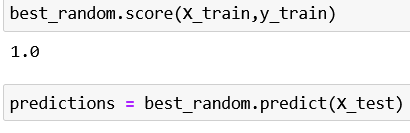 best_random.score(X_train,y_train)
1.0
predictions = best_random.predict(X_test)